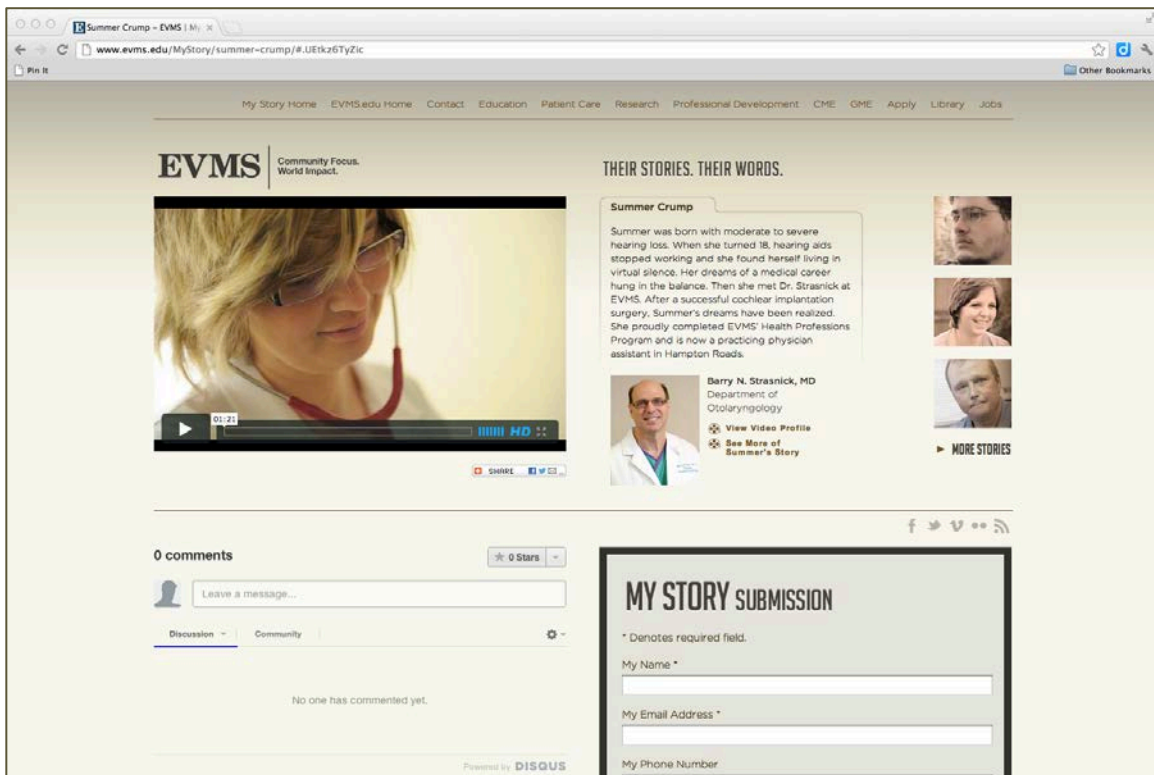 Summer Crump – EVMS | My
www.evms.edu/MyStory/summer-crump/#.UEtkz6TyZic
Pin It
Other Bookmarks
My Story Home EVMS.edu Home Contact Education Patient Care Research Professional Development CME GME Apply Library Jobs
EVMS
Community Focus.
World Impact.
THEIR STORIES. THEIR WORDS.
Summer Crump
Summer was born with moderate to severe
hearing loss. When she turned 18, hearing aids
stopped working and she found herself living in
virtual silence. Her dreams of a medical career
hung in the balance. Then she met Dr. Strasnick at
EVMS. After a successful cochlear implantation
surgery, Summer's dreams have been realized.
She proudly completed EVMS' Health Professions
Program and is now a practicing physician
assistant in Hampton Roads.
Barry N. Strasnick, MD
Department of
Otolaryngology
View Video Profile
See More of
Summer's Story
MORE STORIES
01:21
HD
SHARE
0 comments
0 Stars
Leave a message...
Discussion
Community
No one has commented yet.
Powered by DISQUS
MY STORY SUBMISSION
* Denotes required field.
My Name *
My Email Address *
My Phone Number